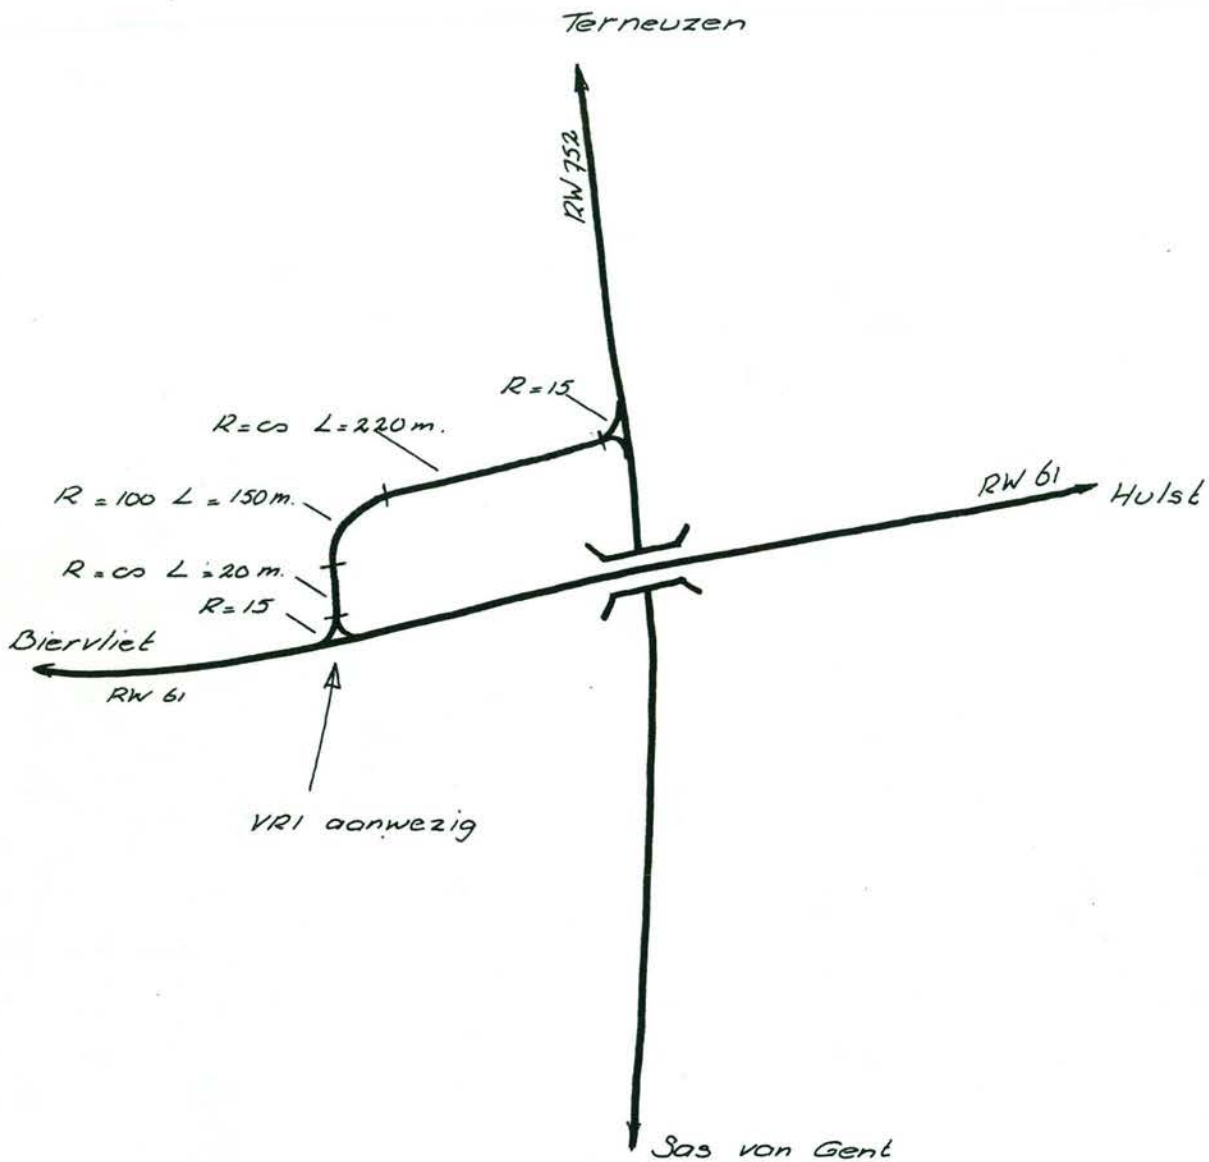 Terneuzen
RW 752
R=15
R=∞ L=220m.
R=100 L=150m.
RW 61
Hulst
R=∞ L=20m.
R=15
Biervliet
RW 61
VRI aanwezig
Sas van Gent